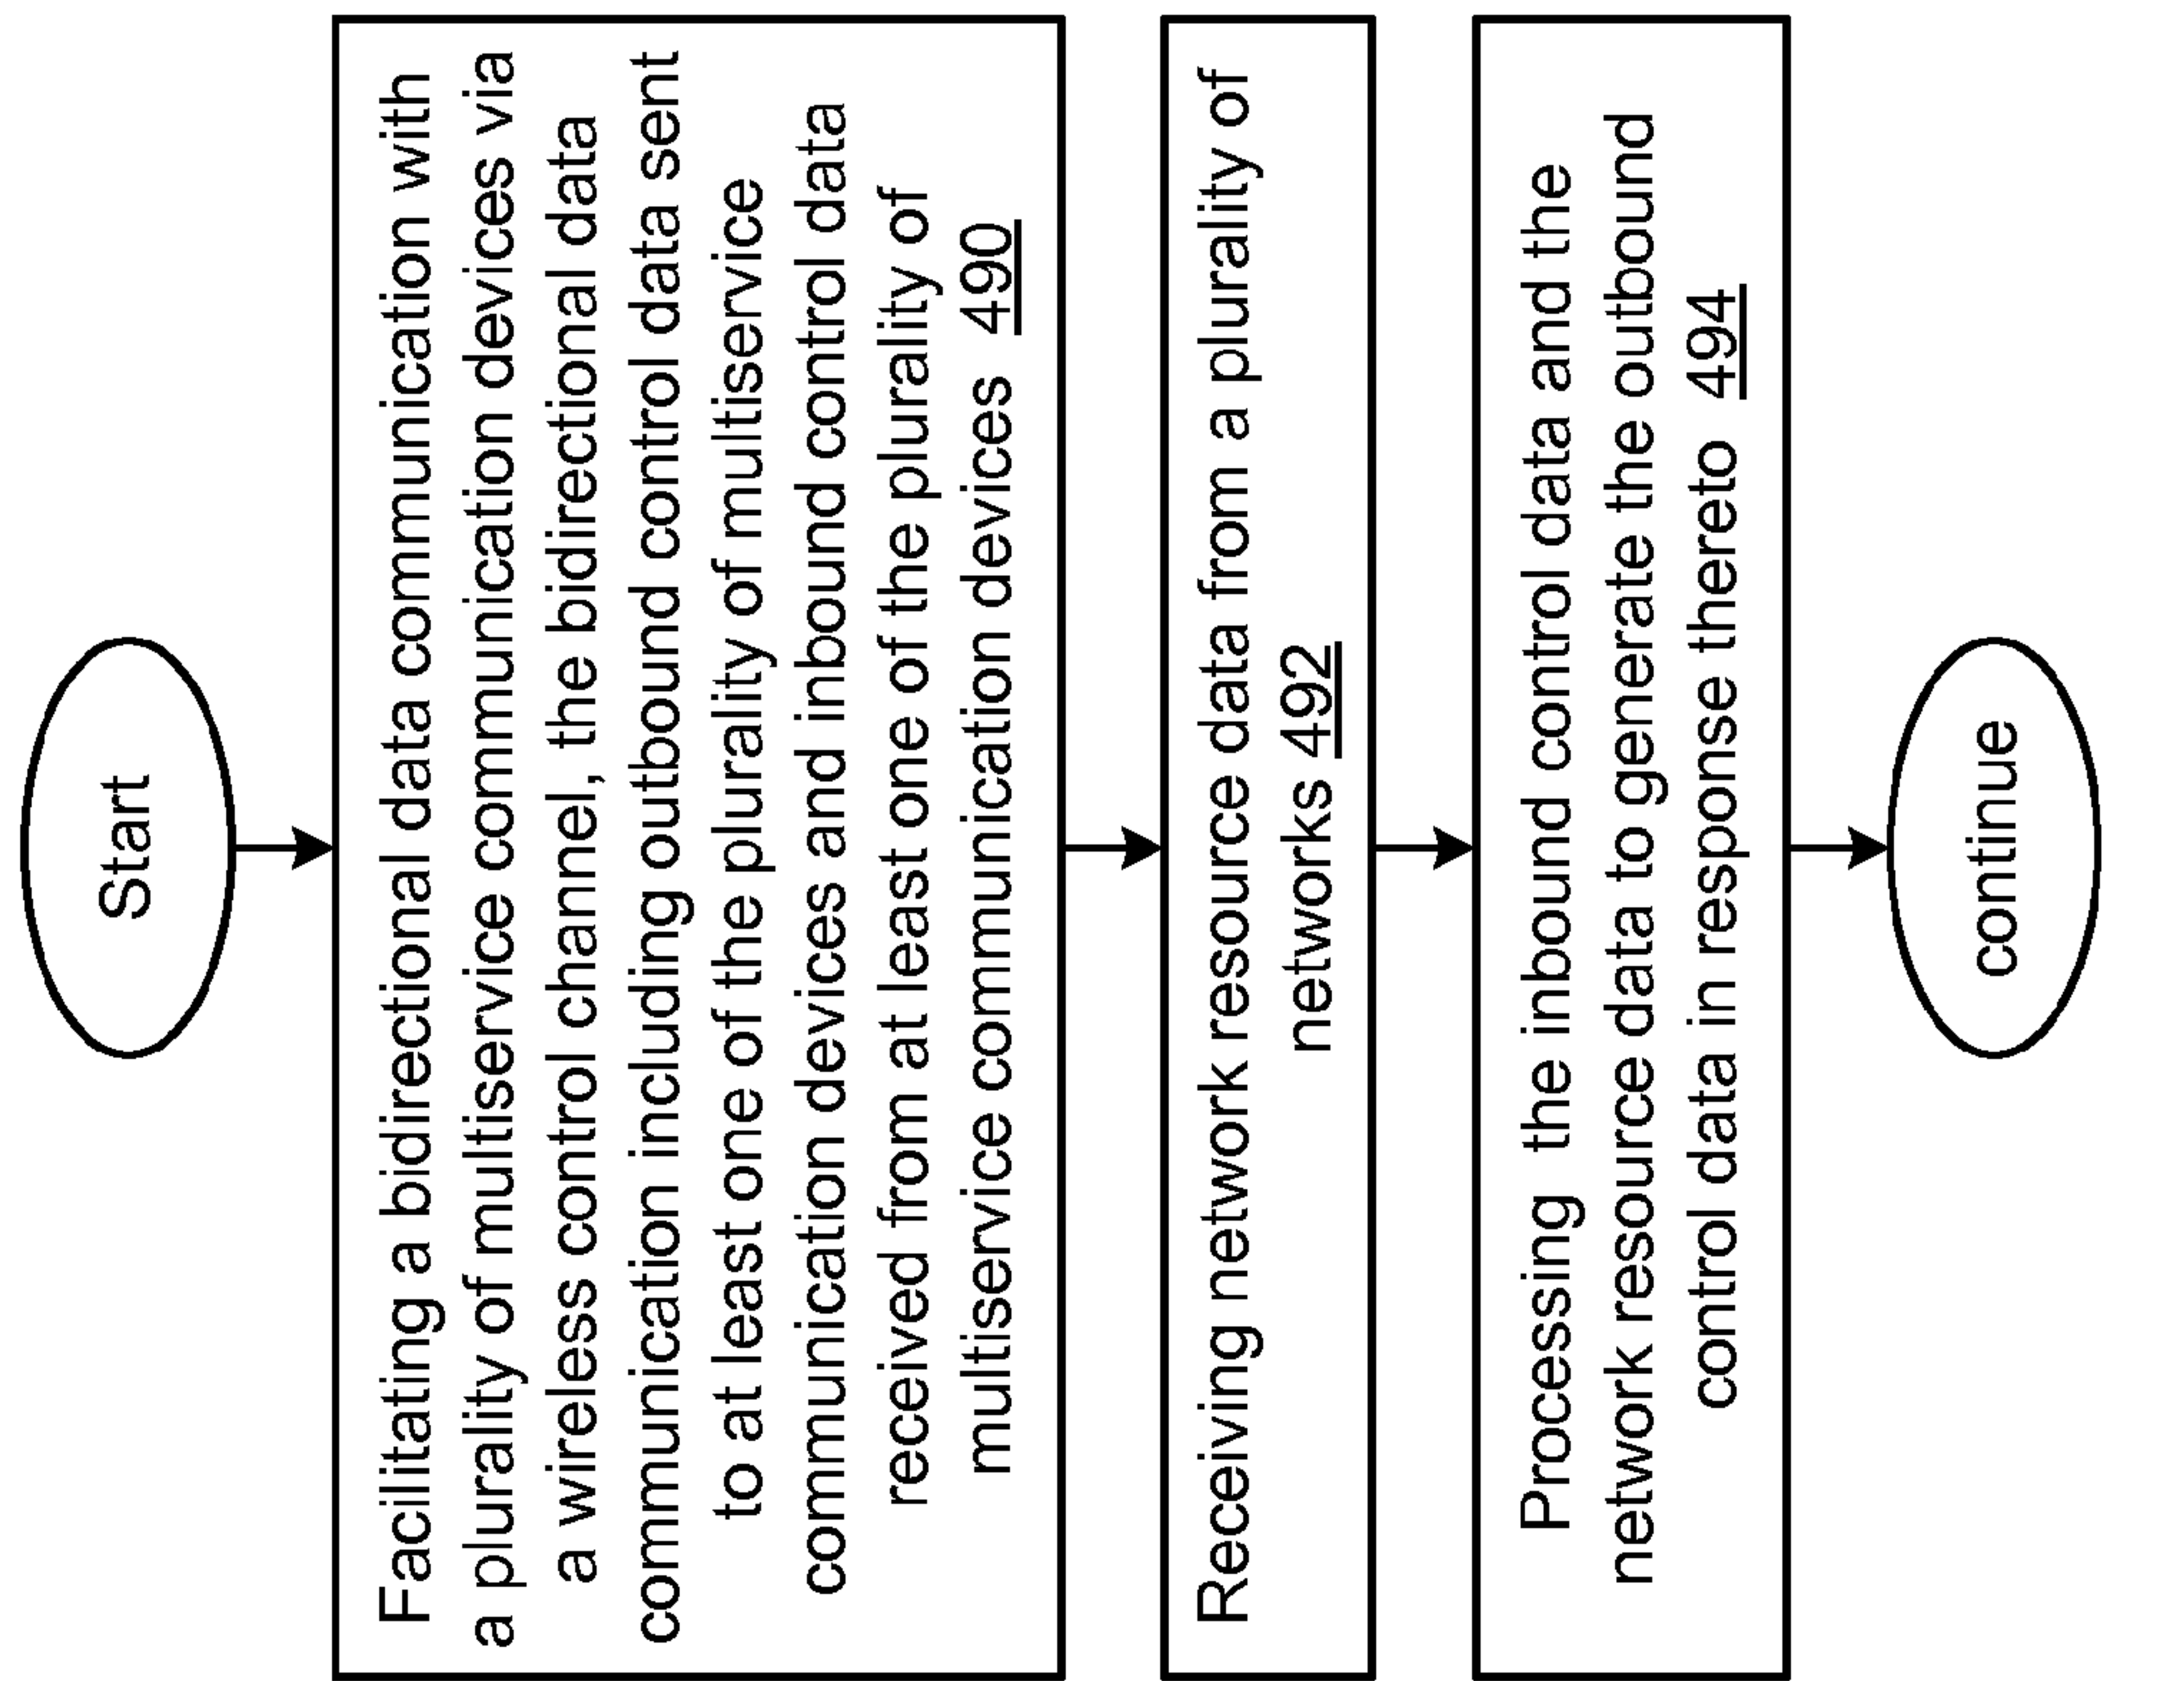 Start
Facilitating a bidirectional data communication with
a plurality of multiservice communication devices via
a wireless control channel, the bidirectional data
communication including outbound control data sent
to at least one of the plurality of multiservice
communication devices and inbound control data
received from at least one of the plurality of
multiservice communication devices 490
Receiving network resource data from a plurality of
networks 492
Processing the inbound control data and the
network resource data to generate the outbound
control data in response thereto 494
continue